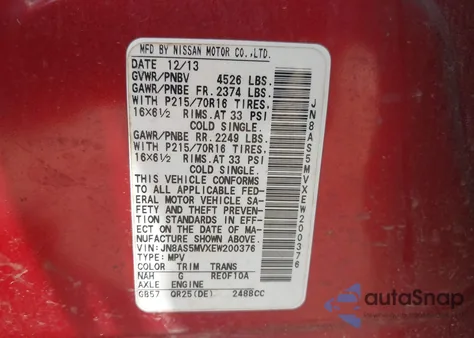 MFD BY NISSAN MOTOR CO.,LTD.
DATE 12/13
GVWR/PNBV 4526 LBS.
GAWR/PNBE FR. 2374 LBS.
WITH P215/70R16 TIRES.
16X6½ RIMS.AT 33 PSI
COLD SINGLE.
GAWR/PNBE RR. 2249 LBS.
WITH P215/70R16 TIRES.
16X6½ RIMS.AT 33 PSI
COLD SINGLE.
THIS VEHICLE CONFORMS
TO ALL APPLICABLE FED-
ERAL MOTOR VEHICLE SA-
FETY AND THEFT PREVEN-
TION STANDARDS IN EFF-
ECT ON THE DATE OF MA-
NUFACTURE SHOWN ABOVE.
VIN:JN8AS5MVXEW200376
TYPE:MPV
COLOR TRIM TRANS
NAH G RE0F10A
AXLE ENGINE
GB57 QR25(DE) 2488CC
JN8AS5MVXEW200376
autoSnap